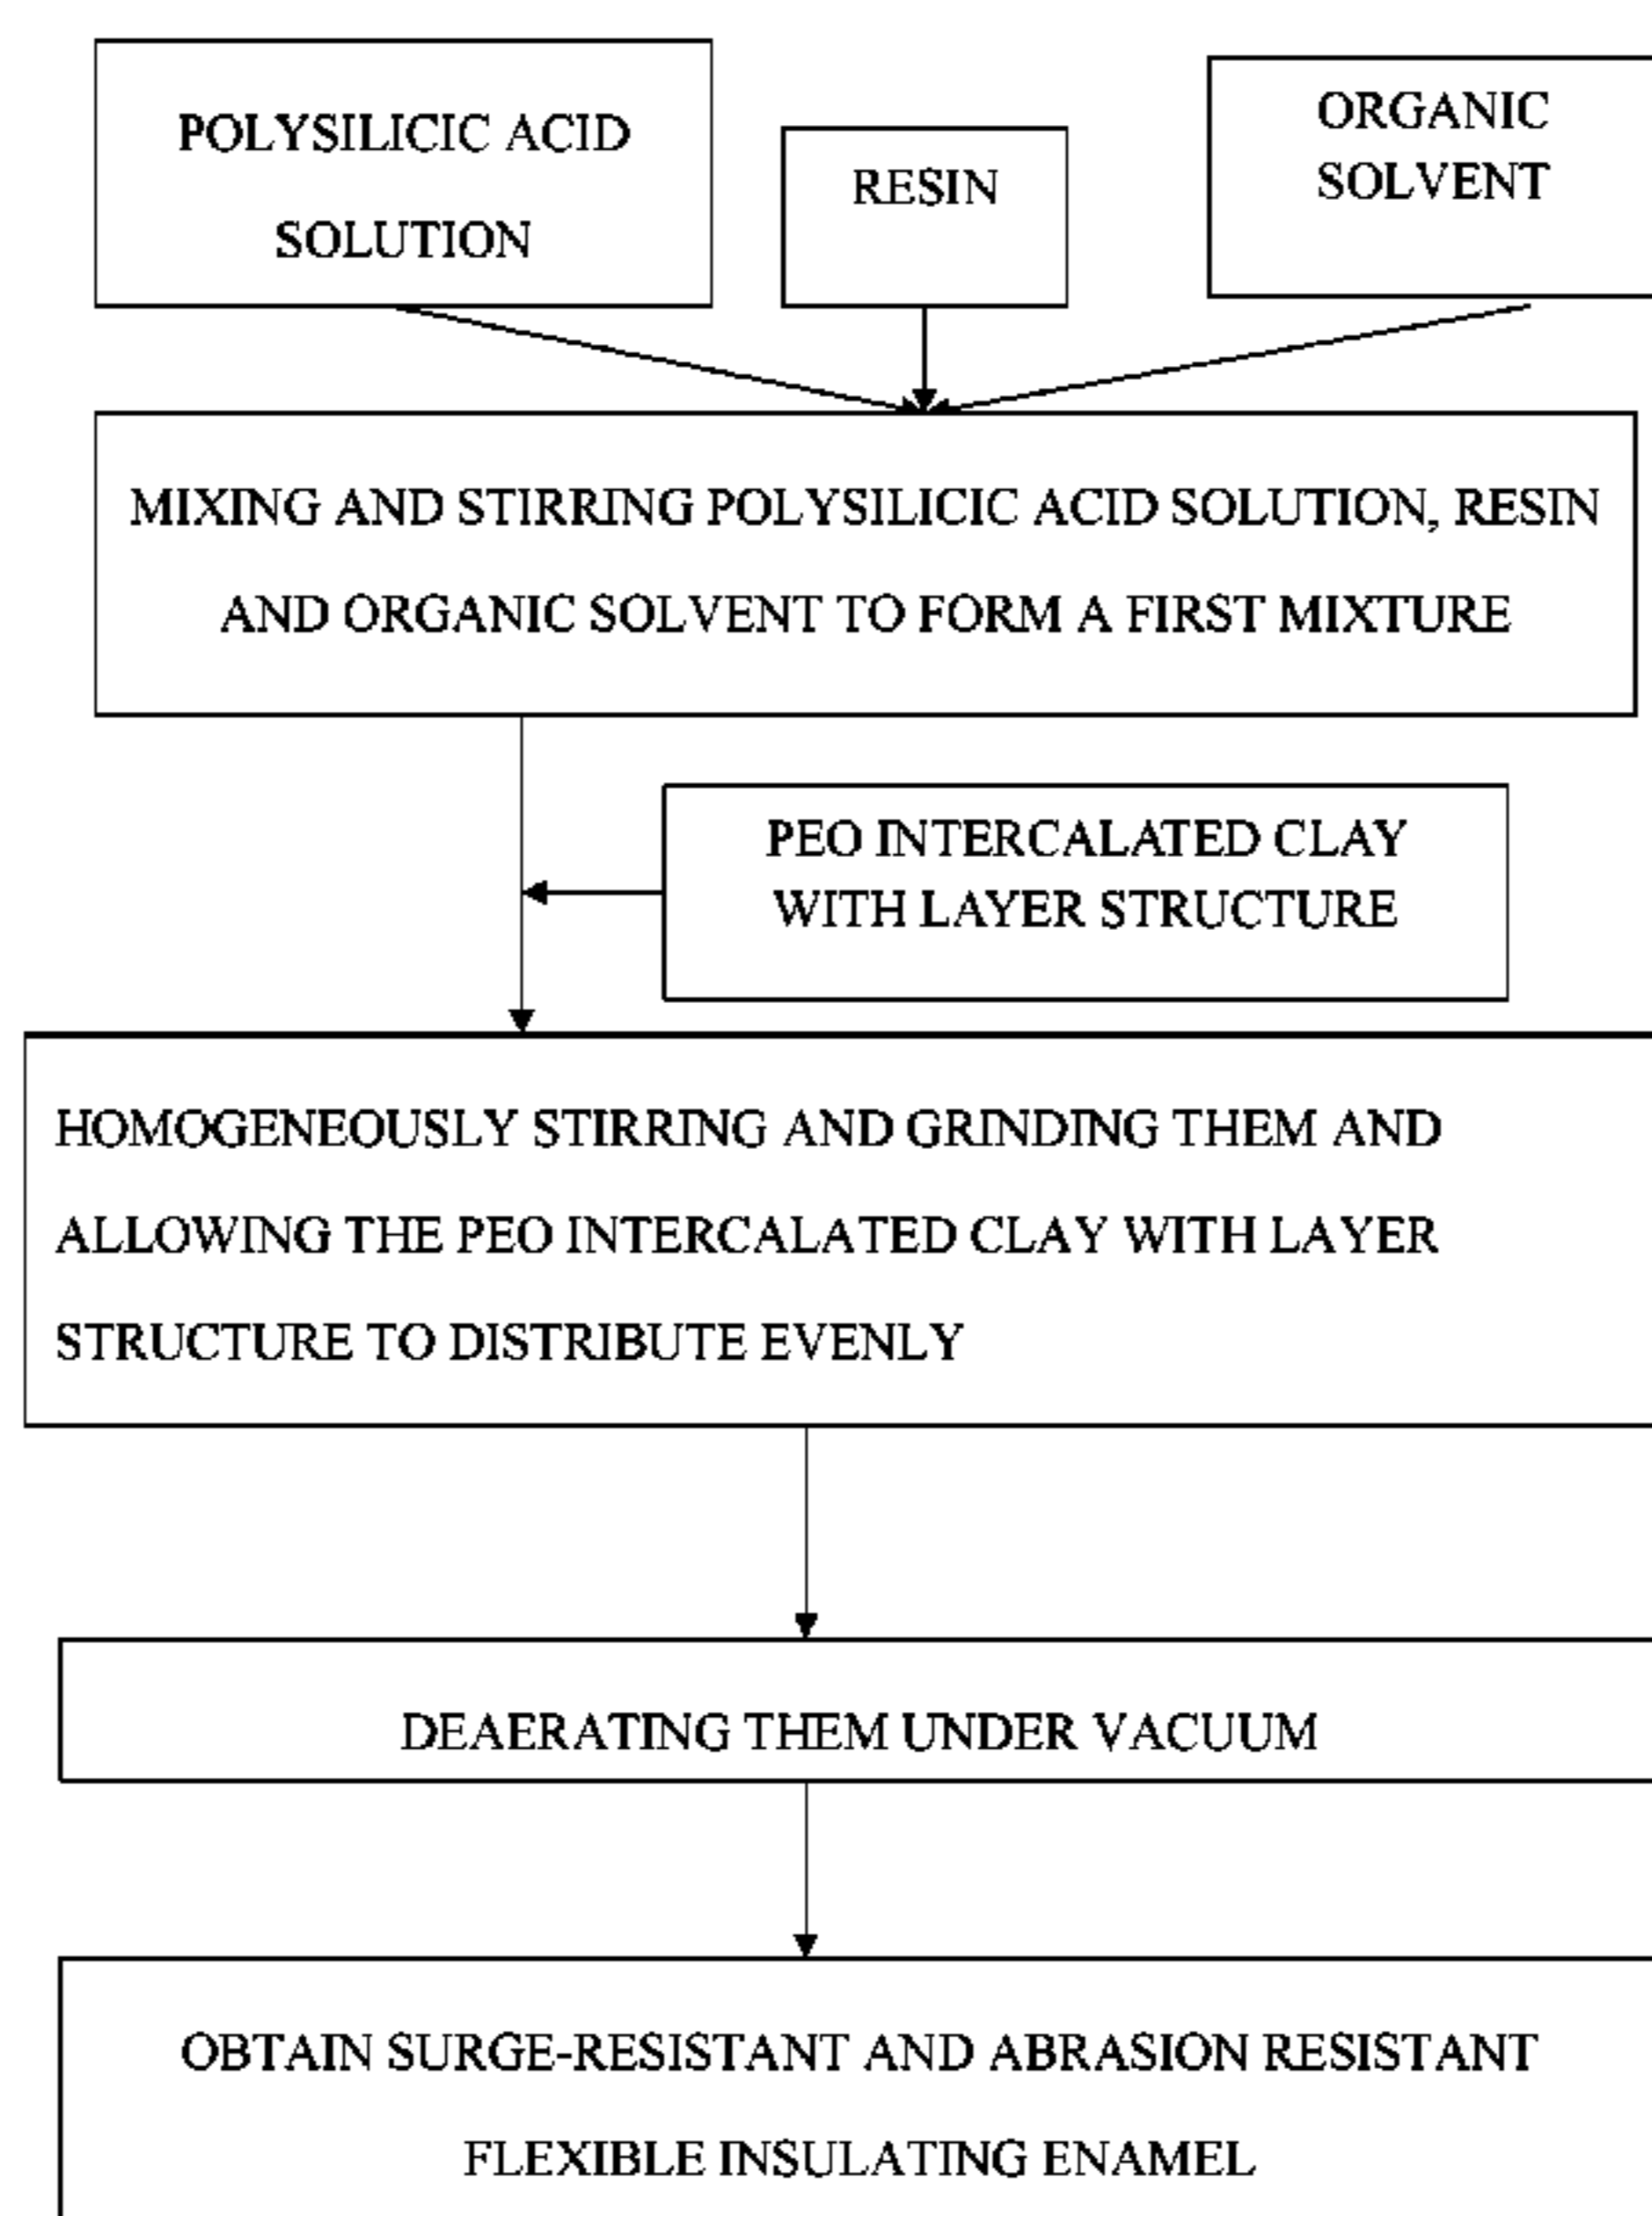 POLYSILICIC ACID
SOLUTION
RESIN
ORGANIC
SOLVENT
MIXING AND STIRRING POLYSILICIC ACID SOLUTION, RESIN
AND ORGANIC SOLVENT TO FORM A FIRST MIXTURE
PEO INTERCALATED CLAY
WITH LAYER STRUCTURE
HOMOGENEOUSLY STIRRING AND GRINDING THEM AND
ALLOWING THE PEO INTERCALATED CLAY WITH LAYER
STRUCTURE TO DISTRIBUTE EVENLY
DEAERATING THEM UNDER VACUUM
OBTAIN SURGE-RESISTANT AND ABRASION RESISTANT
FLEXIBLE INSULATING ENAMEL